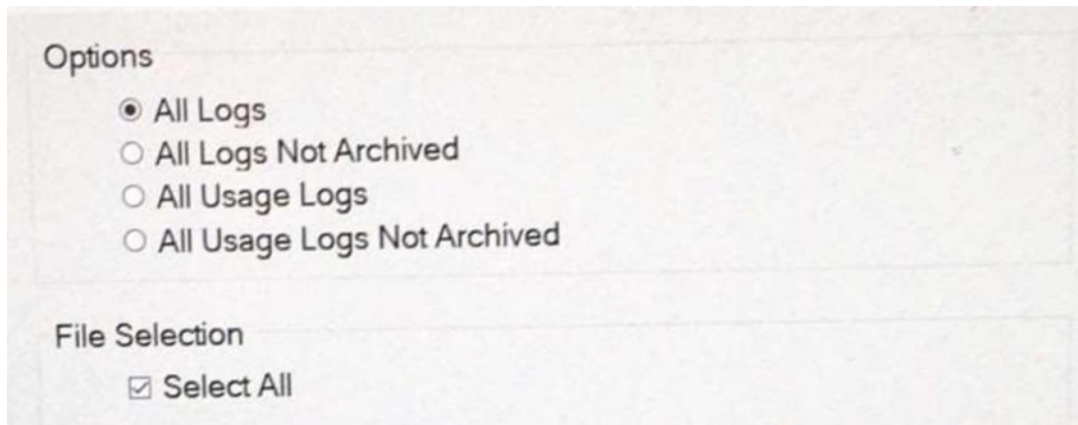 Options
All Logs
All Logs Not Archived
All Usage Logs
All Usage Logs Not Archived
File Selection
Select All